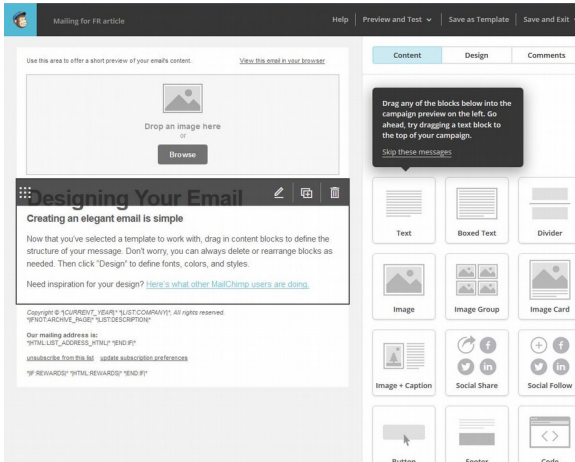 Mailing for FR article
Help
Preview and Test
Save as Template
Save and Exit
Use this area to offer a short preview of your email's content.
View this email in your browser
Drop an image here
or
Browse
Designing Your Email
Creating an elegant email is simple
Now that you've selected a template to work with, drag in content blocks to define the
structure of your message. Don't worry, you can always delete or rearrange blocks as
needed. Then click "Design" to define fonts, colors, and styles.
Need inspiration for your design? Here's what other MailChimp users are doing.
Copyright © *|CURRENT_YEAR|* *|LIST:COMPANY|*, All rights reserved.
*|IFNOT:ARCHIVE_PAGE|* *|LIST:DESCRIPTION|*
Our mailing address is:
*|HTML:LIST_ADDRESS_HTML|* *|END:IF|*
unsubscribe from this list update subscription preferences
*|IF:REWARDS|* *|HTML:REWARDS|* *|END:IF|*
Content
Design
Comments
Drag any of the blocks below into the
campaign preview on the left. Go
ahead, try dragging a text block to
the top of your campaign.
Skip these messages
Text
Boxed Text
Divider
Image
Image Group
Image Card
Image + Caption
Social Share
Social Follow
Button
Footer
Code